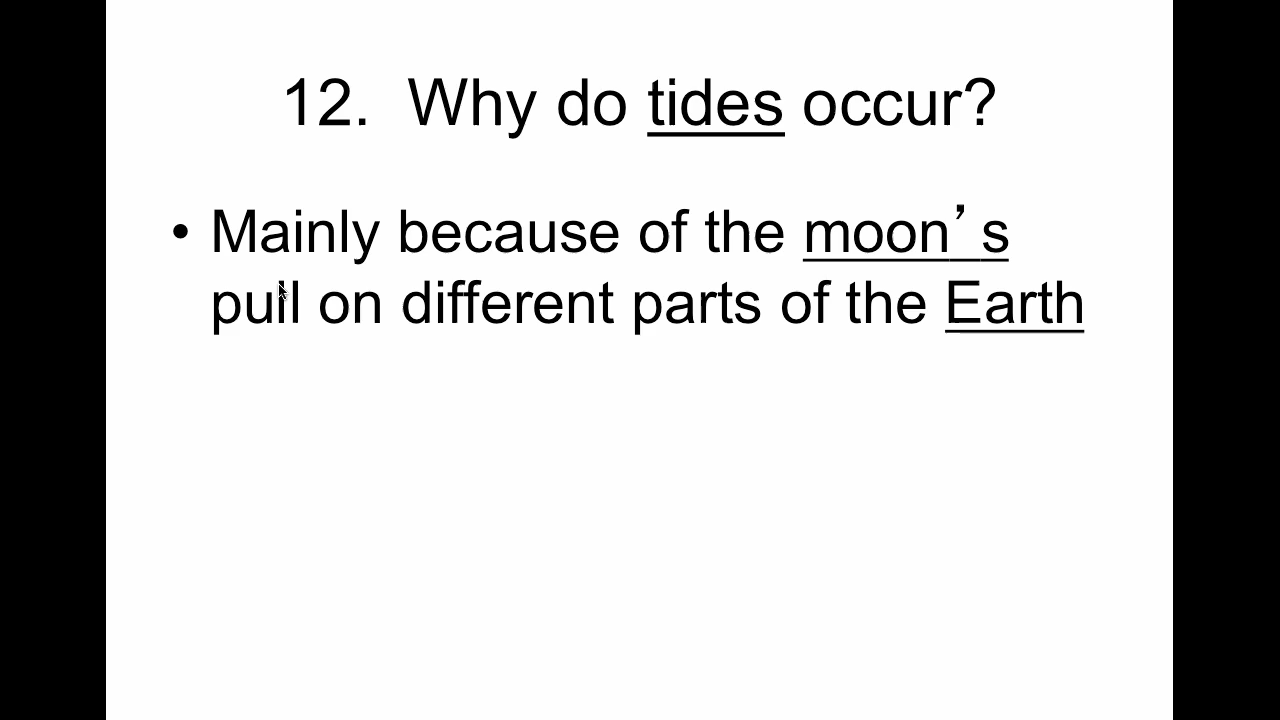 12. Why do tides occur?
• Mainly because of the moon’s
pull on different parts of the Earth